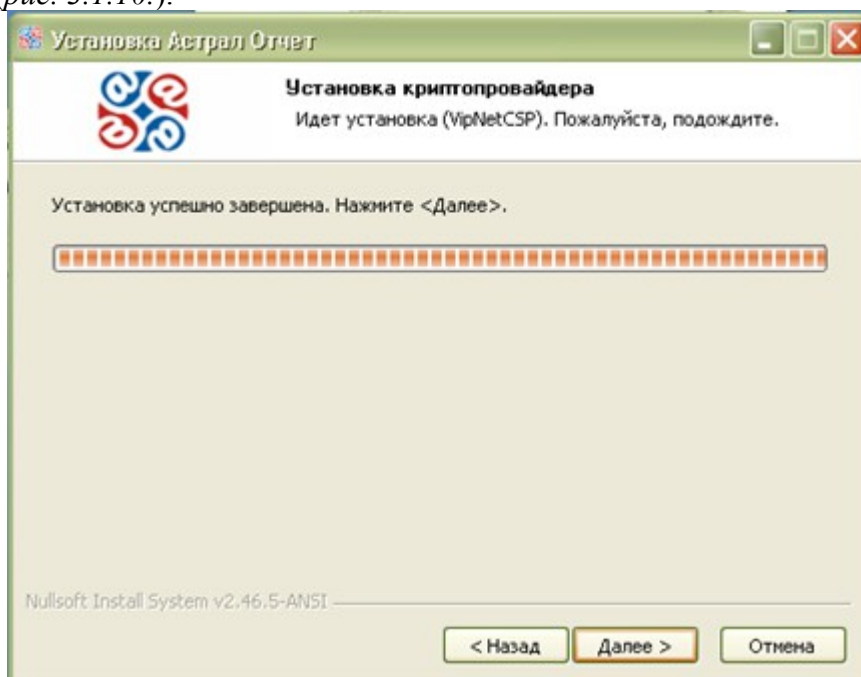 рис. 3.1.10.).
Установка Астрал Отчет
Установка криптопровайдера
Идет установка (VipNetCSP). Пожалуйста, подождите.
Установка успешно завершена. Нажмите <Далее>.
Nullsoft Install System v2.46.5-ANSI
< Назад Далее > Отмена